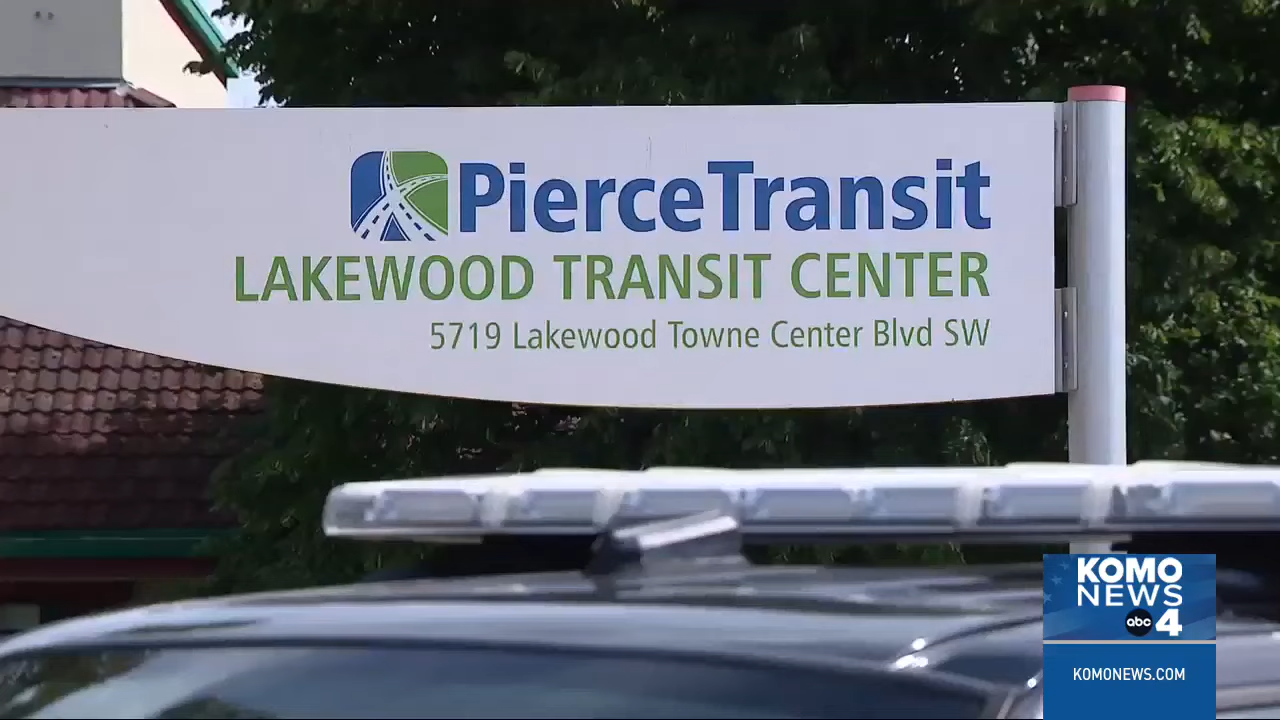 PierceTransit
LAKEWOOD TRANSIT CENTER
5719 Lakewood Towne Center Blvd SW
KOMO
NEWS
abc 4
KOMONEWS.COM